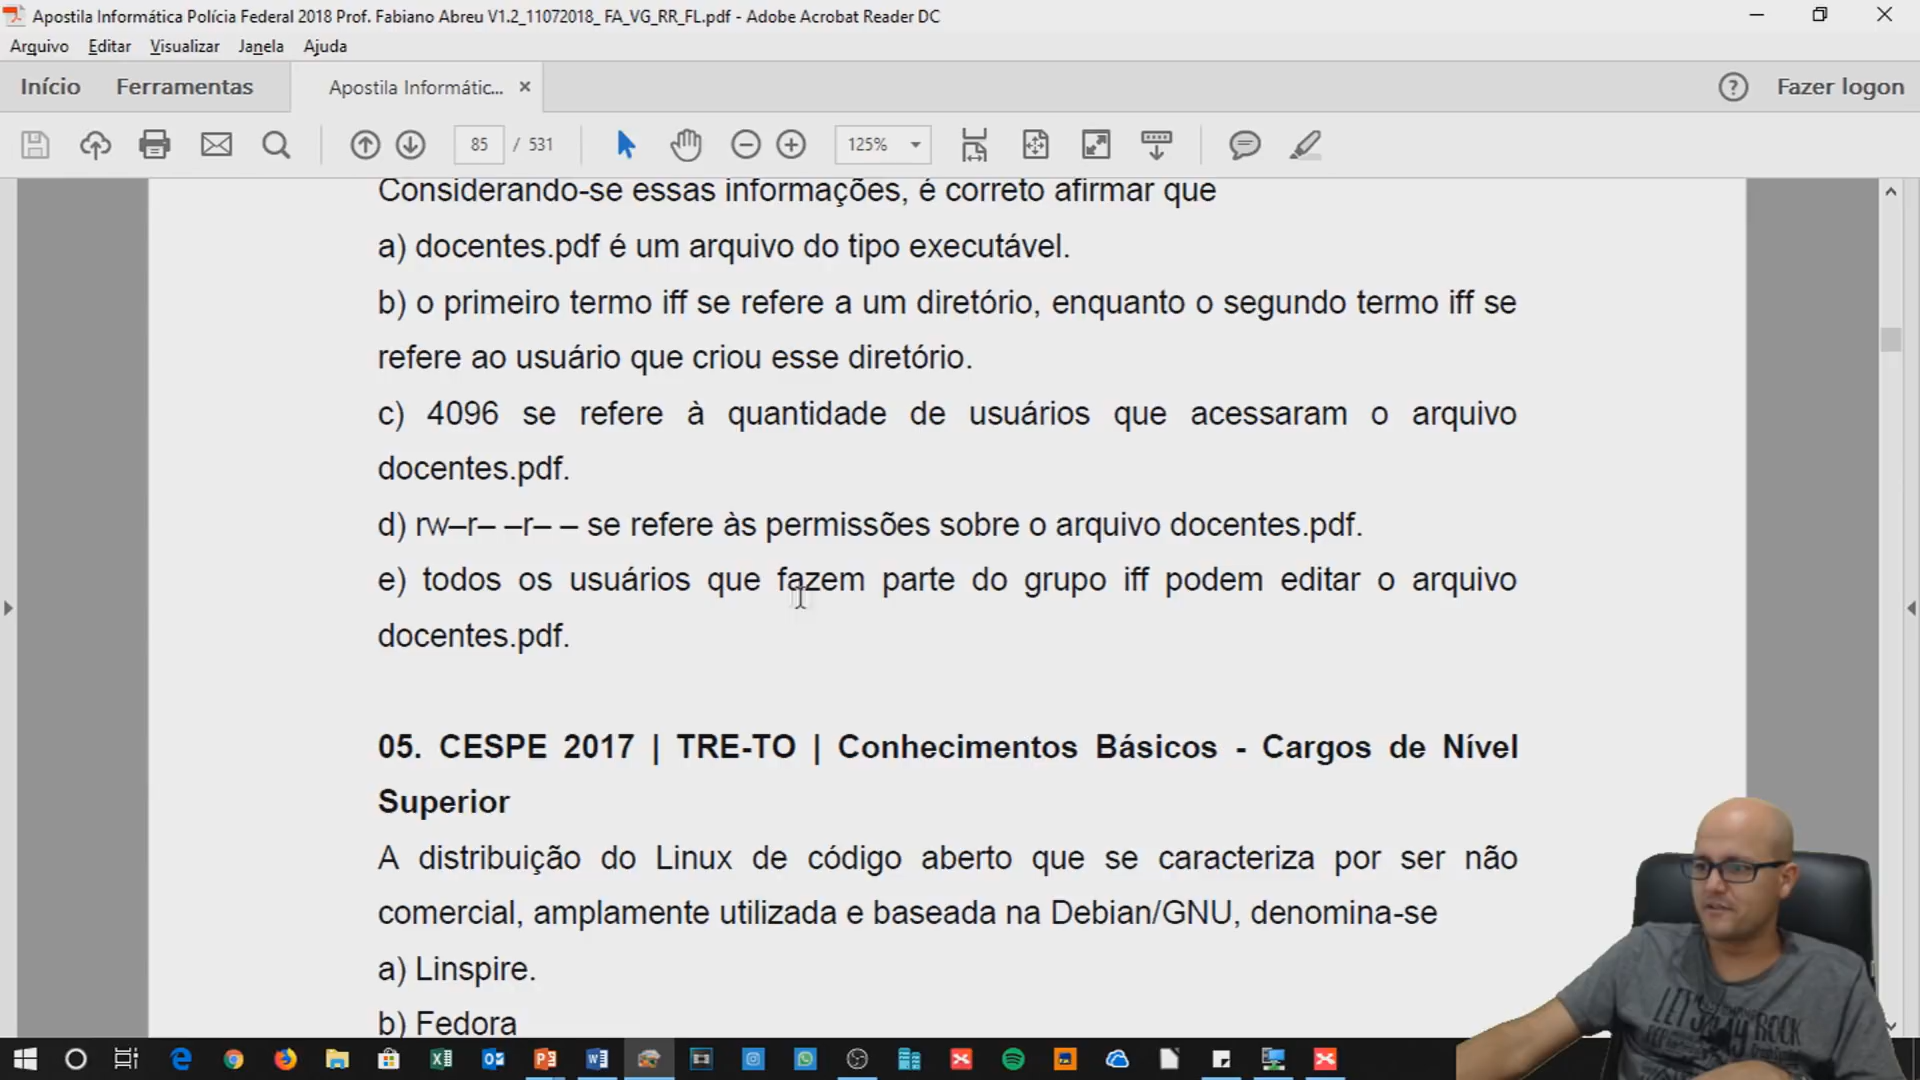 Apostila Informática Polícia Federal 2018 Prof. Fabiano Abreu V1.2_11072018_ FA_VG_RR_FL.pdf - Adobe Acrobat Reader DC
Arquivo Editar Visualizar Janela Ajuda
Início Ferramentas Apostila Informátic... × ? Fazer logon
85 / 531 125%
Considerando-se essas informações, é correto afirmar que
a) docentes.pdf é um arquivo do tipo executável.
b) o primeiro termo iff se refere a um diretório, enquanto o segundo termo iff se
refere ao usuário que criou esse diretório.
c) 4096 se refere à quantidade de usuários que acessaram o arquivo
docentes.pdf.
d) rw–r– –r– – se refere às permissões sobre o arquivo docentes.pdf.
e) todos os usuários que fazem parte do grupo iff podem editar o arquivo
docentes.pdf.
05. CESPE 2017 | TRE-TO | Conhecimentos Básicos - Cargos de Nível
Superior
A distribuição do Linux de código aberto que se caracteriza por ser não
comercial, amplamente utilizada e baseada na Debian/GNU, denomina-se
a) Linspire.
b) Fedora